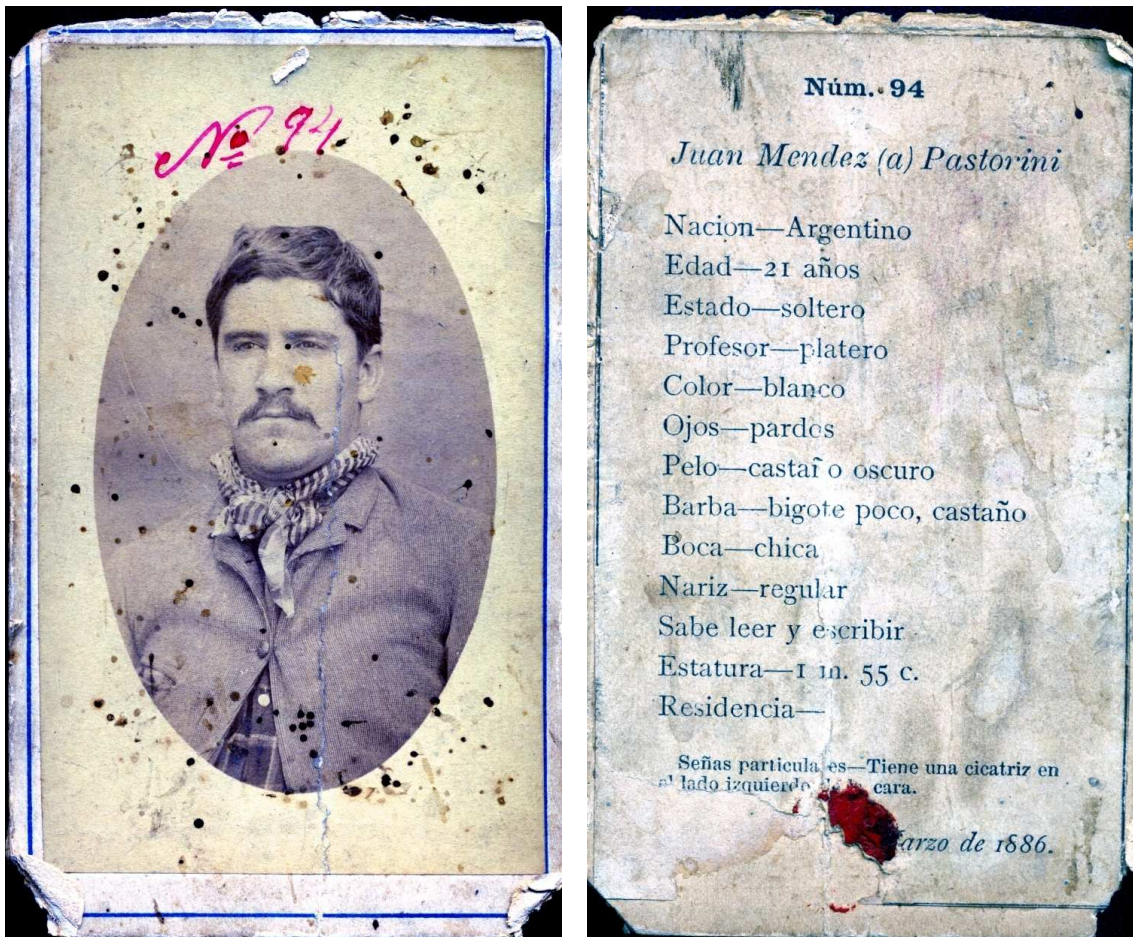 Nº 94
Núm. 94
Juan Mendez (a) Pastorini
Nacion—Argentino
Edad—21 años
Estado—soltero
Profesor—platero
Color—blanco
Ojos—pardos
Pelo—castaño oscuro
Barba—bigote poco, castaño
Boca—chica
Nariz—regular
Sabe leer y escribir
Estatura—1 m. 55 c.
Residencia—
Señas particulares—Tiene una cicatriz en
al lado izquierdo cara.
arzo de 1886.